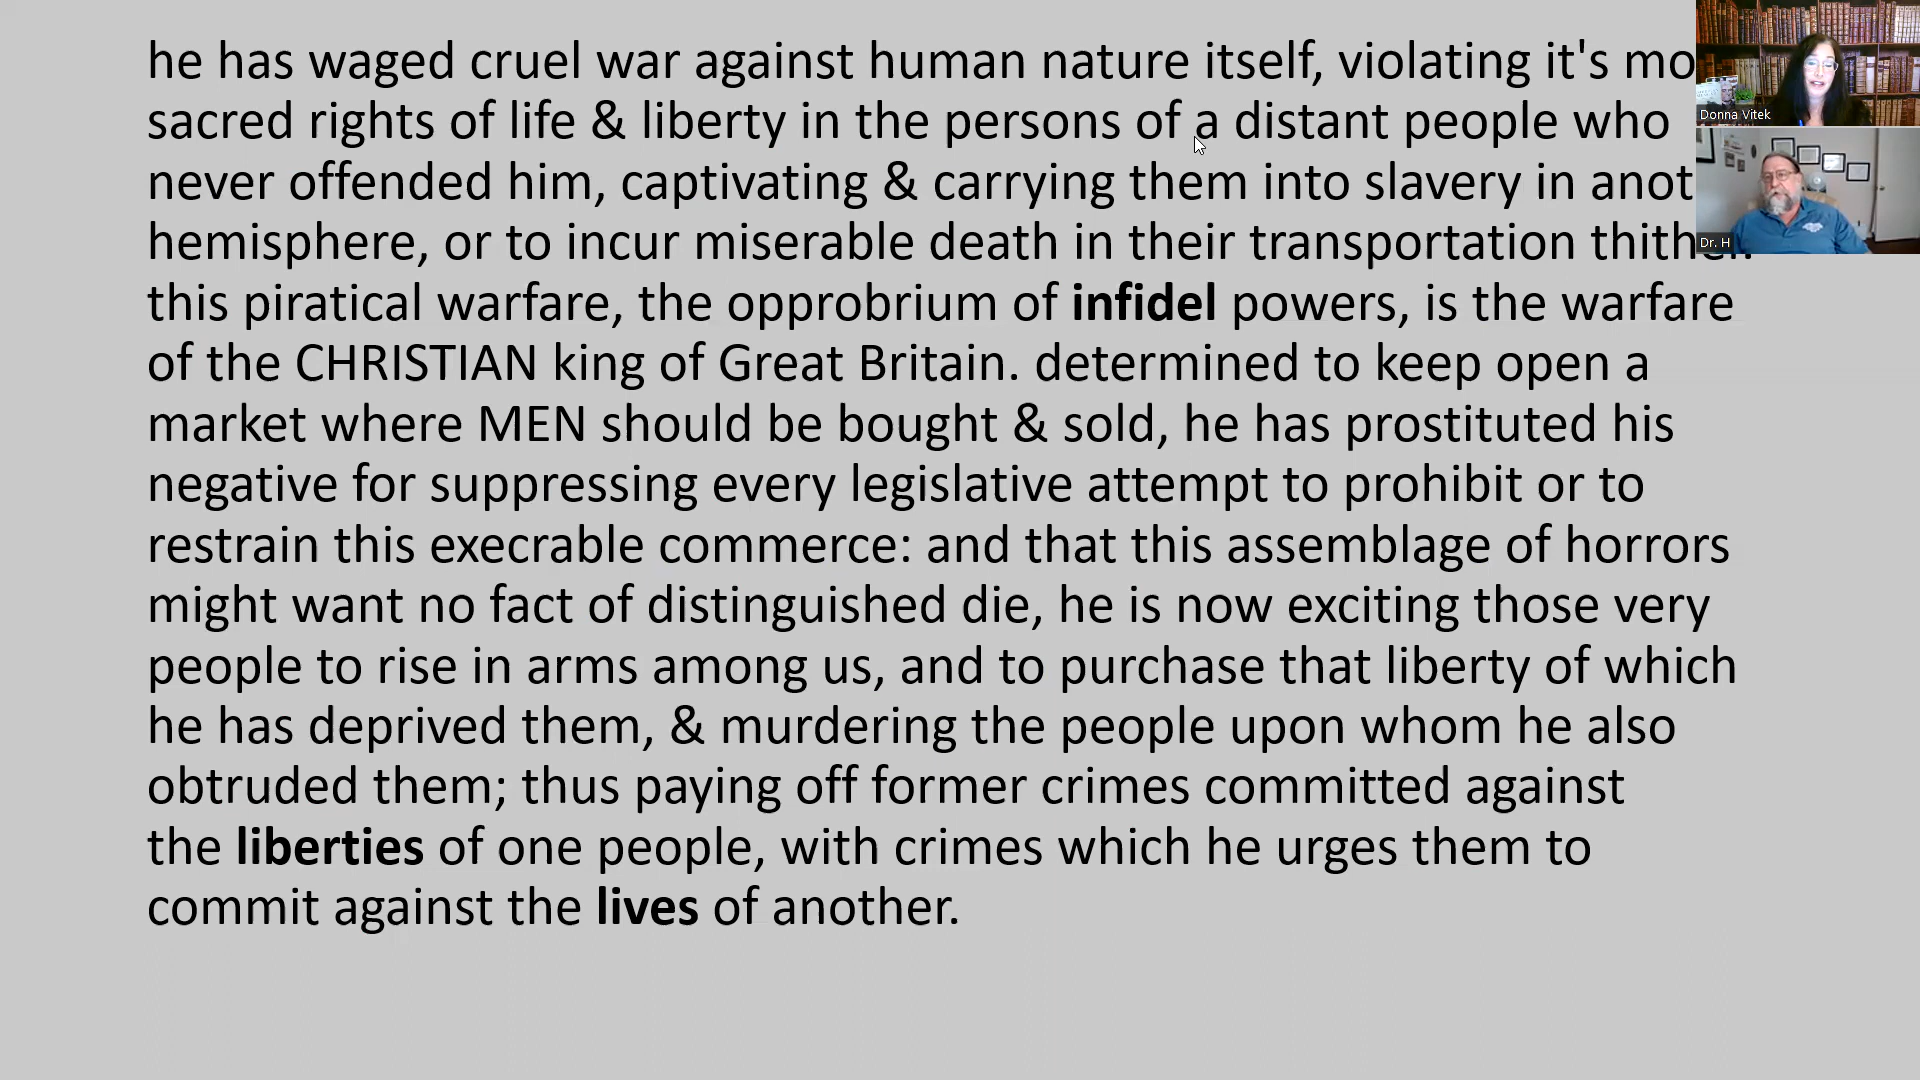 he has waged cruel war against human nature itself, violating it's mo
sacred rights of life & liberty in the persons of a distant people who
never offended him, captivating & carrying them into slavery in anot
hemisphere, or to incur miserable death in their transportation thither.
this piratical warfare, the opprobrium of infidel powers, is the warfare
of the CHRISTIAN king of Great Britain. determined to keep open a
market where MEN should be bought & sold, he has prostituted his
negative for suppressing every legislative attempt to prohibit or to
restrain this execrable commerce: and that this assemblage of horrors
might want no fact of distinguished die, he is now exciting those very
people to rise in arms among us, and to purchase that liberty of which
he has deprived them, & murdering the people upon whom he also
obtruded them; thus paying off former crimes committed against
the liberties of one people, with crimes which he urges them to
commit against the lives of another.
Donna Vitek
Dr. H